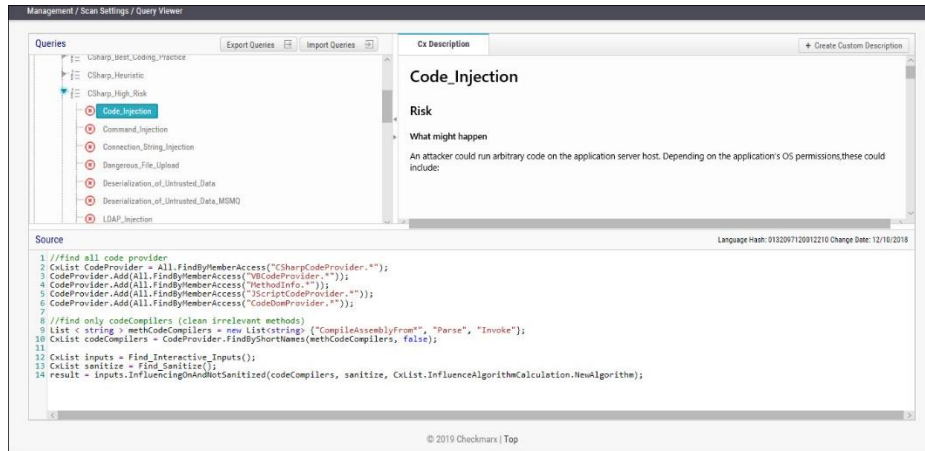 Management / Scan Settings / Query Viewer
Queries
Export Queries
Import Queries
CSharp_Best_Coding_Practice
CSharp_Heuristic
CSharp_High_Risk
Code_Injection
Command_Injection
Connection_String_Injection
Dangerous_File_Upload
Deserialization_of_Untrusted_Data
Deserialization_of_Untrusted_Data_MSMQ
LDAP_Injection
Cx Description
+ Create Custom Description
Code_Injection
Risk
What might happen
An attacker could run arbitrary code on the application server host. Depending on the application's OS permissions,these could
include:
Source
Language Hash: 0132097120012210 Change Date: 12/10/2018
1 //find all code provider
2 CxList CodeProvider = All.FindByMemberAccess("CSharpCodeProvider.*");
3 CodeProvider.Add(All.FindByMemberAccess("VBCodeProvider.*"));
4 CodeProvider.Add(All.FindByMemberAccess("MethodInfo.*"));
5 CodeProvider.Add(All.FindByMemberAccess("JScriptCodeProvider.*"));
6 CodeProvider.Add(All.FindByMemberAccess("CodeDomProvider.*"));
7
8 //find only codeCompilers (clean irrelevant methods)
9 List < string > methCodeCompilers = new List<string> {"CompileAssemblyFrom*", "Parse", "Invoke"};
10 CxList codeCompilers = CodeProvider.FindByShortNames(methCodeCompilers, false);
11
12 CxList inputs = Find_Interactive_Inputs();
13 CxList sanitize = Find_Sanitize();
14 result = inputs.InfluencingOnAndNotSanitized(codeCompilers, sanitize, CxList.InfluenceAlgorithmCalculation.NewAlgorithm);
© 2019 Checkmarx | Top